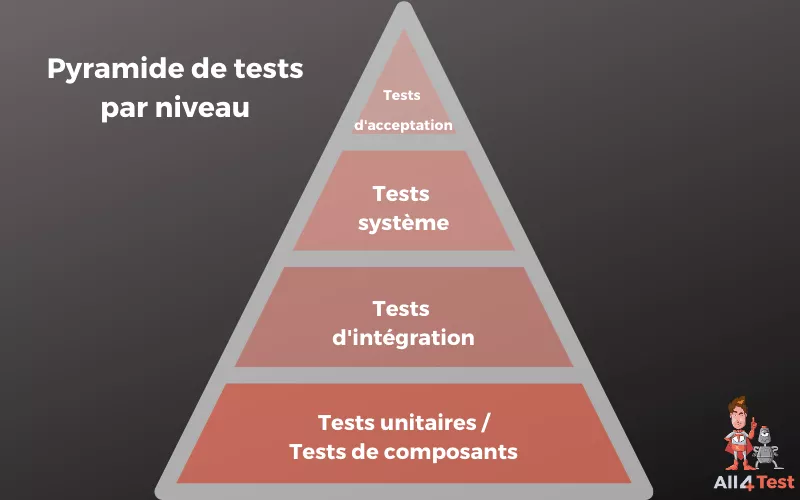 Pyramide de tests
par niveau
Tests
d'acceptation
Tests
système
Tests
d'intégration
Tests unitaires /
Tests de composants
All4Test